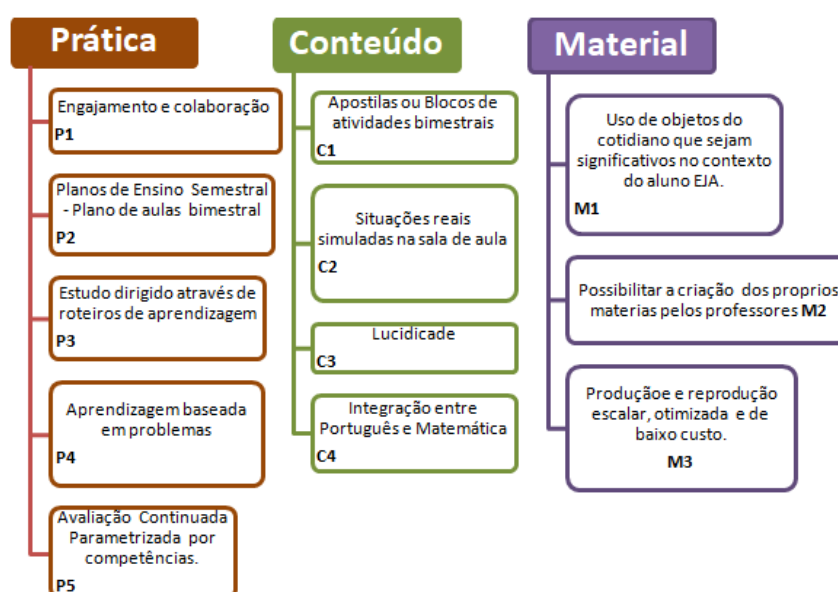 Prática
Engajamento e colaboração
P1
Planos de Ensino Semestral
- Plano de aulas bimestral
P2
Estudo dirigido através de
roteiros de aprendizagem
P3
Aprendizagem baseada
em problemas
P4
Avaliação Continuada
Parametrizada por
competências.
P5
Conteúdo
Apostilas ou Blocos de
atividades bimestrais
C1
Situações reais
simuladas na sala de aula
C2
Lucidicade
C3
Integração entre
Português e Matemática
C4
Material
Uso de objetos do
cotidiano que sejam
significativos no contexto
do aluno EJA.
M1
Possibilitar a criação dos proprios
materias pelos professores M2
Produçãoe e reprodução
escalar, otimizada e de
baixo custo.
M3